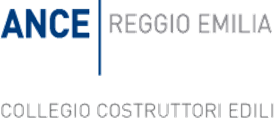 ANCE REGGIO EMILIA
COLLEGIO COSTRUTTORI EDILI